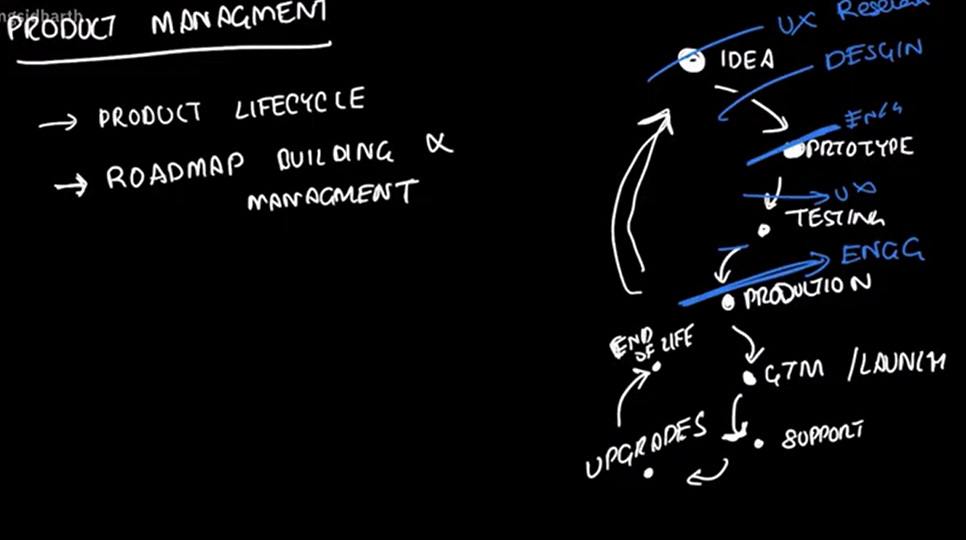 ngsidharth
PRODUCT MANAGMENT
→ PRODUCT LIFECYCLE
→ ROADMAP BUILDING &
MANAGMENT
UX
IDEA
DESGIN
ENGG
PRTOTYPE
UX
TESTING
ENGG
PRODUCTION
END
OF LIFE
GTM / LAUNCH
UPGRADES
SUPPORT